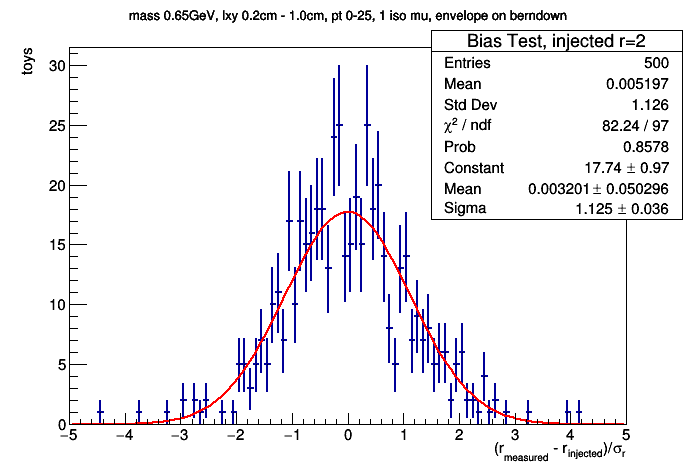 mass 0.65GeV, lxy 0.2cm - 1.0cm, pt 0-25, 1 iso mu, envelope on berndown
Bias Test, injected r=2
Entries 500
Mean 0.005197
Std Dev 1.126
χ² / ndf 82.24 / 97
Prob 0.8578
Constant 17.74 ± 0.97
Mean 0.003201 ± 0.050296
Sigma 1.125 ± 0.036
toys
30
25
20
15
10
5
0
−5 −4 −3 −2 −1 0 1 2 3 4 5
(r_measured - r_injected)/σ_r